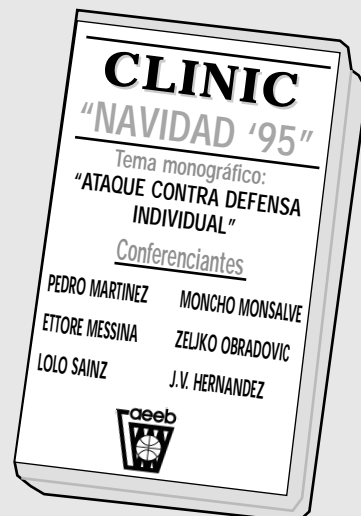 CLINIC
“NAVIDAD ‘95”
Tema monográfico:
“ATAQUE CONTRA DEFENSA
INDIVIDUAL”
Conferenciantes
PEDRO MARTINEZ MONCHO MONSALVE
ETTORE MESSINA ZELJKO OBRADOVIC
LOLO SAINZ J.V. HERNANDEZ
aeeb